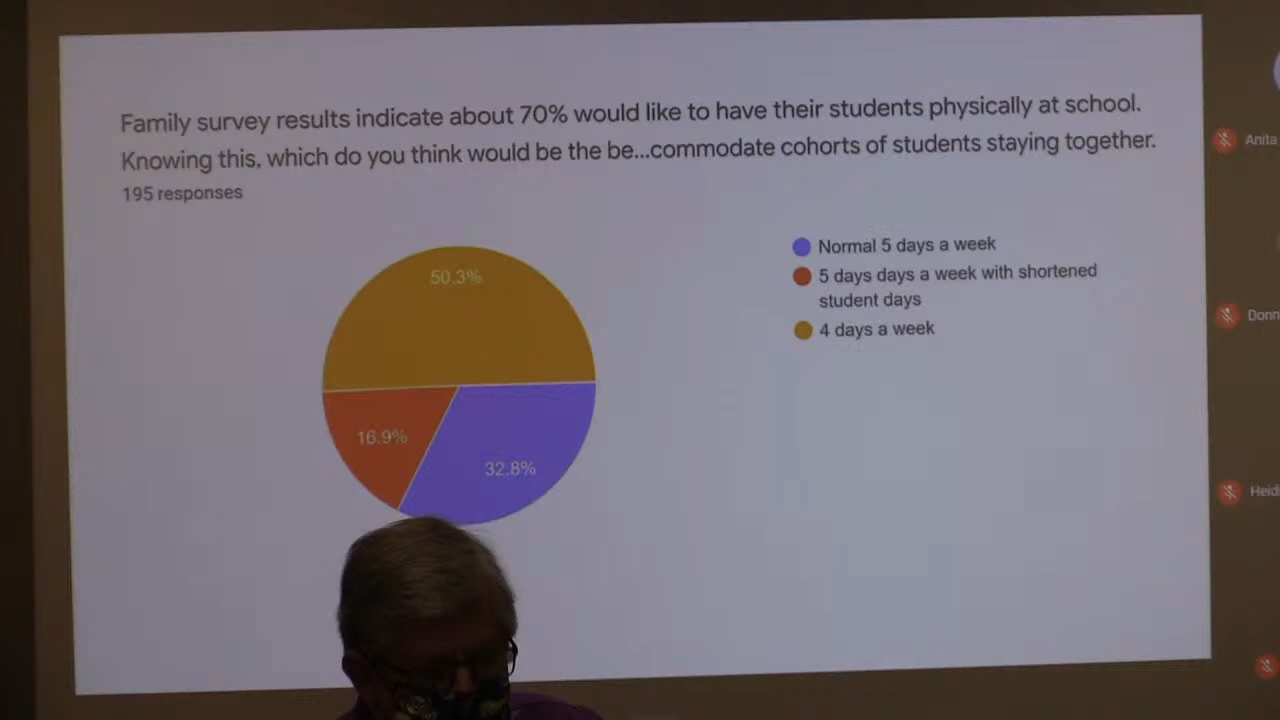 Family survey results indicate about 70% would like to have their students physically at school.
Knowing this, which do you think would be the be...commodate cohorts of students staying together.
195 responses
50.3%
16.9%
32.8%
Normal 5 days a week
5 days days a week with shortened
student days
4 days a week
Anita
Donn
Heid